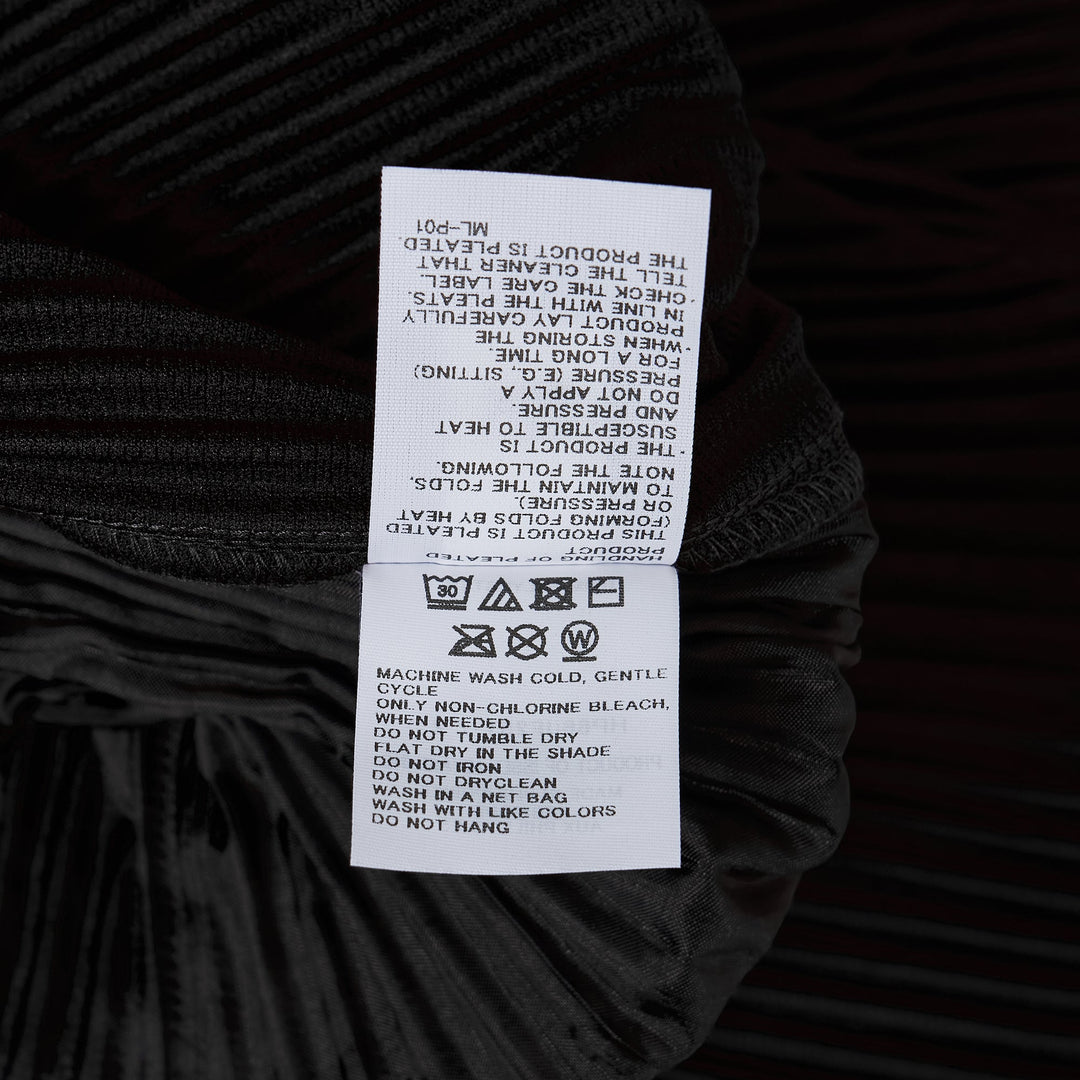 HANDLING OF PLEATED
PRODUCT
THIS PRODUCT IS PLEATED
(FORMING FOLDS BY HEAT
OR PRESSURE).
TO MAINTAIN THE FOLDS,
NOTE THE FOLLOWING.
·THE PRODUCT IS
SUSCEPTIBLE TO HEAT
AND PRESSURE.
DO NOT APPLY A
PRESSURE (E.G., SITTING)
FOR A LONG TIME.
·WHEN STORING THE
PRODUCT LAY CAREFULLY
IN LINE WITH THE PLEATS.
·CHECK THE CARE LABEL.
TELL THE CLEANER THAT
THE PRODUCT IS PLEATED.
ML-P01
30
W
MACHINE WASH COLD, GENTLE
CYCLE
ONLY NON-CHLORINE BLEACH,
WHEN NEEDED
DO NOT TUMBLE DRY
FLAT DRY IN THE SHADE
DO NOT IRON
DO NOT DRYCLEAN
WASH IN A NET BAG
WASH WITH LIKE COLORS
DO NOT HANG